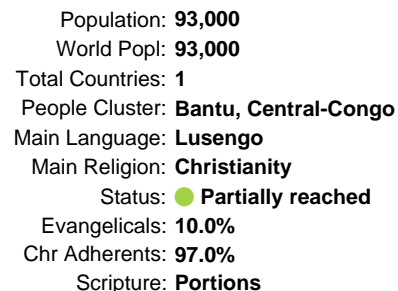 Population: 93,000
World Popl: 93,000
Total Countries: 1
People Cluster: Bantu, Central-Congo
Main Language: Lusengo
Main Religion: Christianity
Status: Partially reached
Evangelicals: 10.0%
Chr Adherents: 97.0%
Scripture: Portions